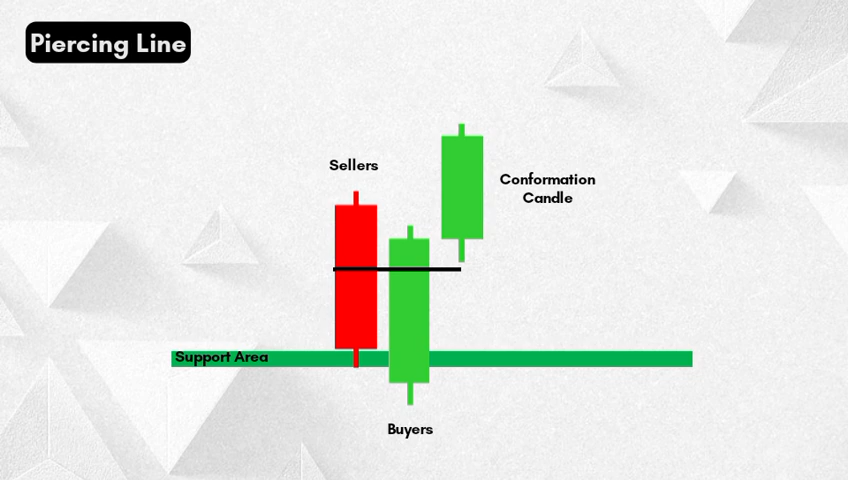 Piercing Line
Sellers
Conformation
Candle
Support Area
Buyers